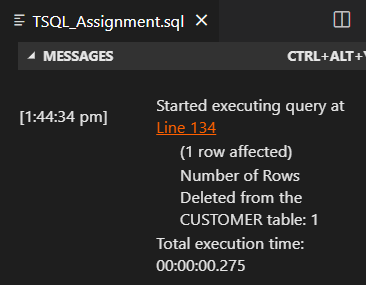 TSQL_Assignment.sql
MESSAGES CTRL+ALT+
[1:44:34 pm] Started executing query at
Line 134
(1 row affected)
Number of Rows
Deleted from the
CUSTOMER table: 1
Total execution time:
00:00:00.275